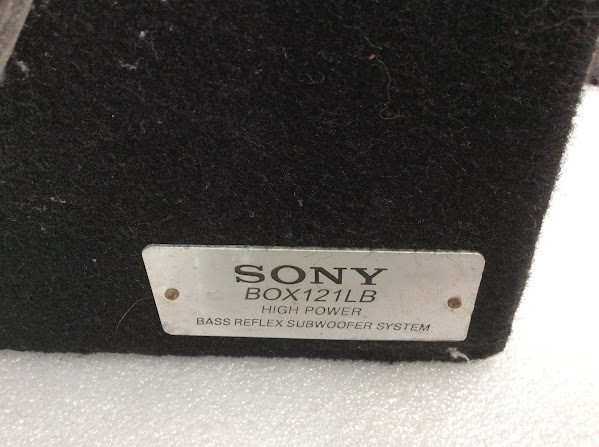 SONY
BOX121LB
HIGH POWER
BASS REFLEX SUBWOOFER SYSTEM